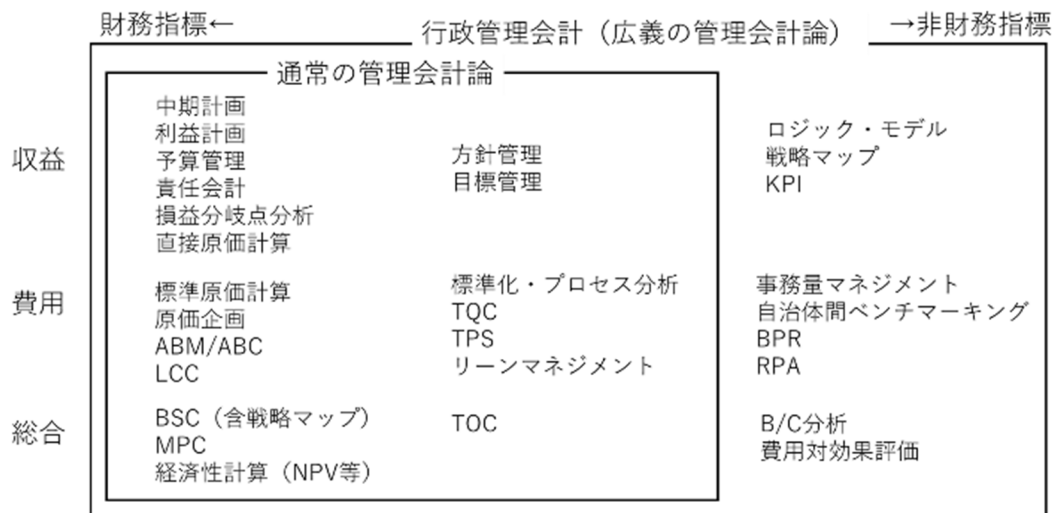 財務指標← 行政管理会計（広義の管理会計論） →非財務指標
通常の管理会計論
収益
中期計画
利益計画
予算管理
責任会計
損益分岐点分析
直接原価計算
方針管理
目標管理
ロジック・モデル
戦略マップ
KPI
費用
標準原価計算
原価企画
ABM/ABC
LCC
標準化・プロセス分析
TQC
TPS
リーンマネジメント
事務量マネジメント
自治体間ベンチマーキング
BPR
RPA
総合
BSC（含戦略マップ）
MPC
経済性計算（NPV等）
TOC
B/C分析
費用対効果評価